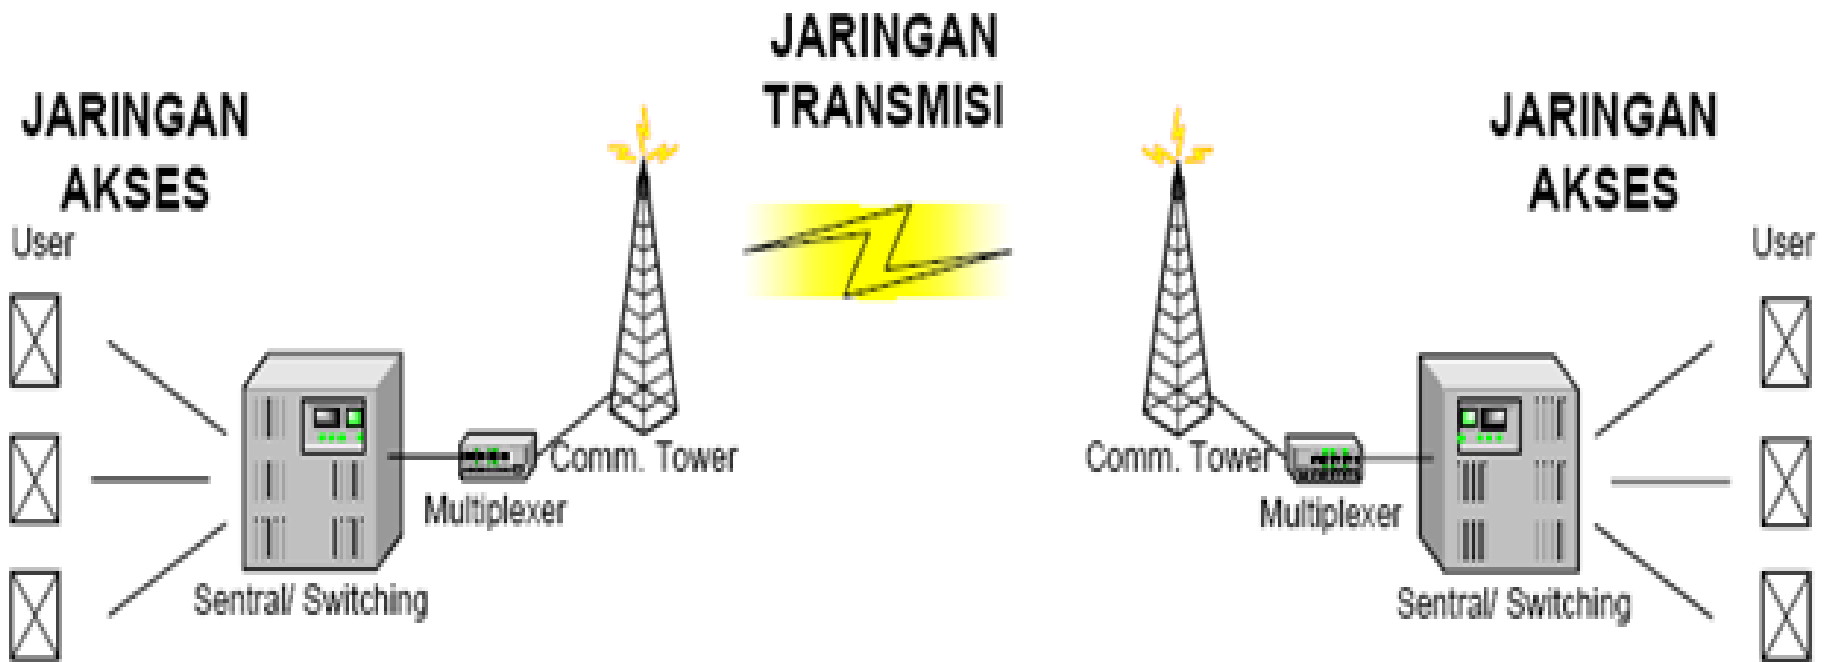 JARINGAN
TRANSMISI
JARINGAN
AKSES
JARINGAN
AKSES
User
User
Comm. Tower
Comm. Tower
Multiplexer
Multiplexer
Sentral/ Switching
Sentral/ Switching